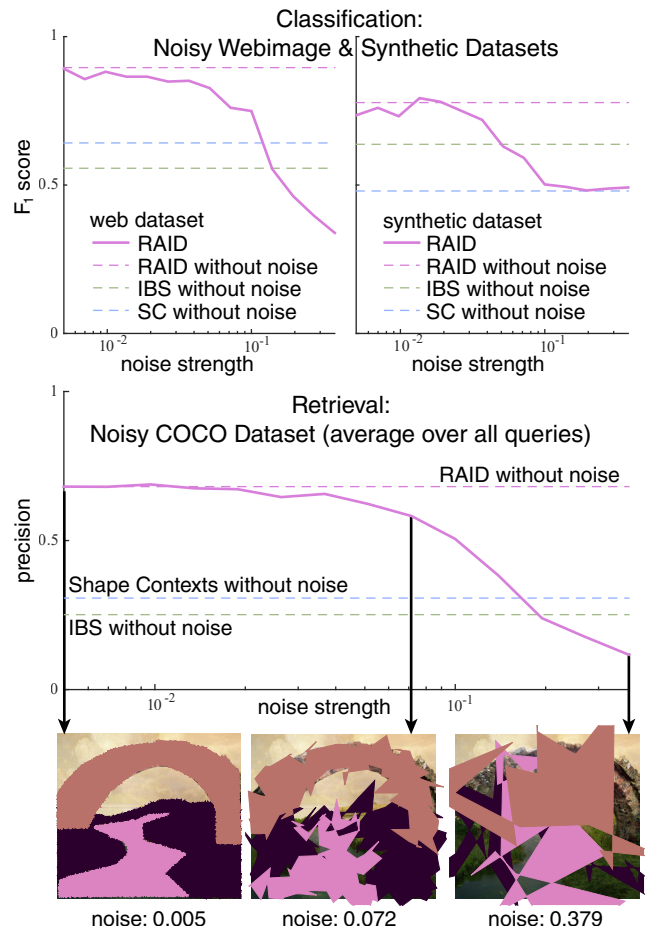 Classification:
Noisy Webimage & Synthetic Datasets
1
0.5
0
F1 score
web dataset
RAID
RAID without noise
IBS without noise
SC without noise
10-2
10-1
noise strength
synthetic dataset
RAID
RAID without noise
IBS without noise
SC without noise
10-2
10-1
noise strength
Retrieval:
Noisy COCO Dataset (average over all queries)
1
0.5
0
precision
RAID without noise
Shape Contexts without noise
IBS without noise
10-2
noise strength
10-1
noise: 0.005
noise: 0.072
noise: 0.379